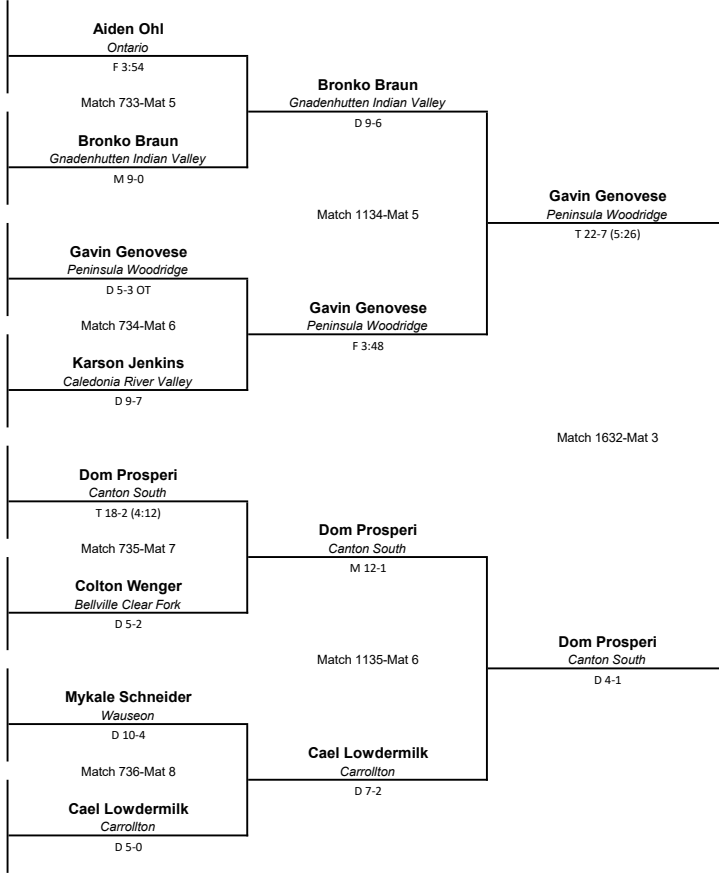 Aiden Ohl
Ontario
F 3:54
Match 733-Mat 5
Bronko Braun
Gnadenhutten Indian Valley
M 9-0
Bronko Braun
Gnadenhutten Indian Valley
D 9-6
Match 1134-Mat 5
Gavin Genovese
Peninsula Woodridge
T 22-7 (5:26)
Gavin Genovese
Peninsula Woodridge
D 5-3 OT
Match 734-Mat 6
Karson Jenkins
Caledonia River Valley
D 9-7
Gavin Genovese
Peninsula Woodridge
F 3:48
Match 1632-Mat 3
Dom Prosperi
Canton South
T 18-2 (4:12)
Match 735-Mat 7
Colton Wenger
Bellville Clear Fork
D 5-2
Dom Prosperi
Canton South
M 12-1
Match 1135-Mat 6
Dom Prosperi
Canton South
D 4-1
Mykale Schneider
Wauseon
D 10-4
Match 736-Mat 8
Cael Lowdermilk
Carrollton
D 5-0
Cael Lowdermilk
Carrollton
D 7-2